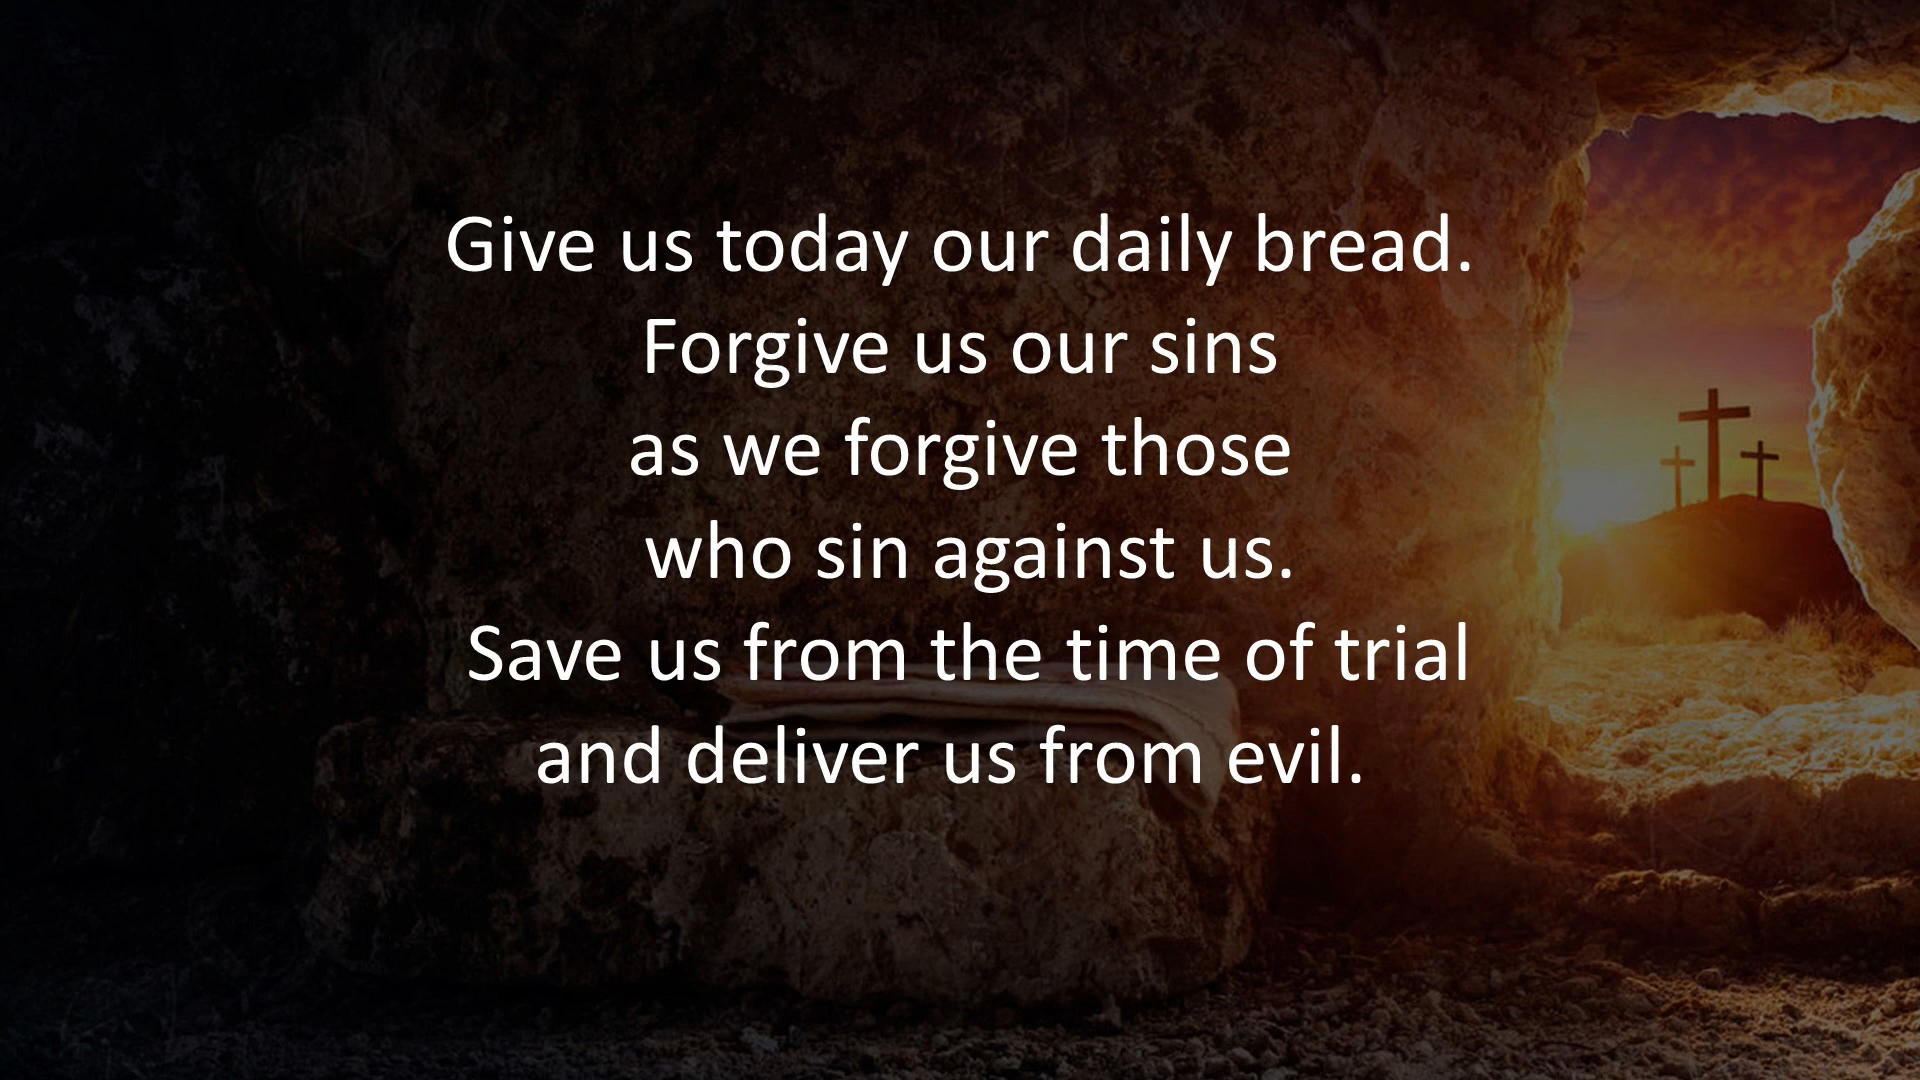 Give us today our daily bread.
Forgive us our sins
as we forgive those
who sin against us.
Save us from the time of trial
and deliver us from evil.